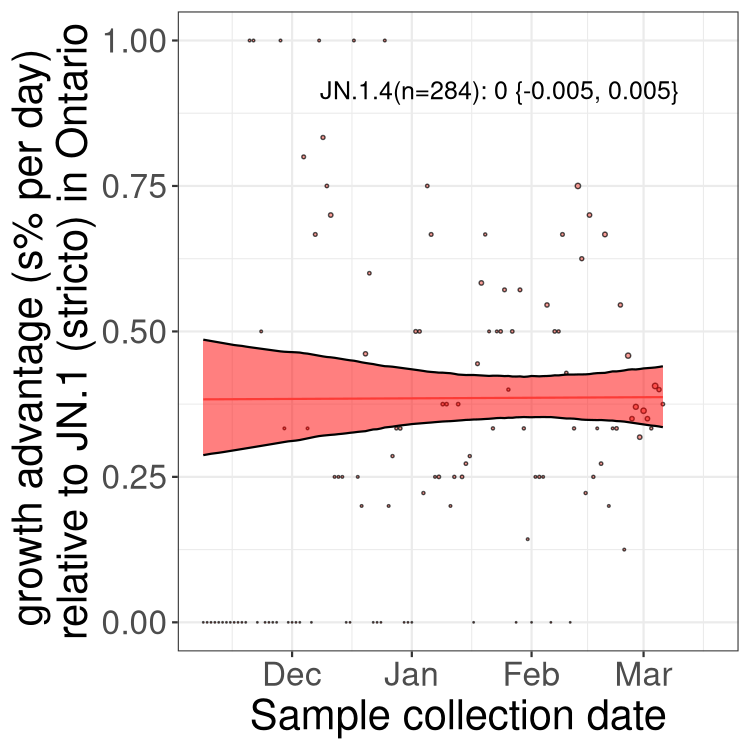 growth advantage (s% per day)
relative to JN.1 (stricto) in Ontario
1.00
0.75
0.50
0.25
0.00
JN.1.4(n=284): 0 {-0.005, 0.005}
Dec
Jan
Feb
Mar
Sample collection date